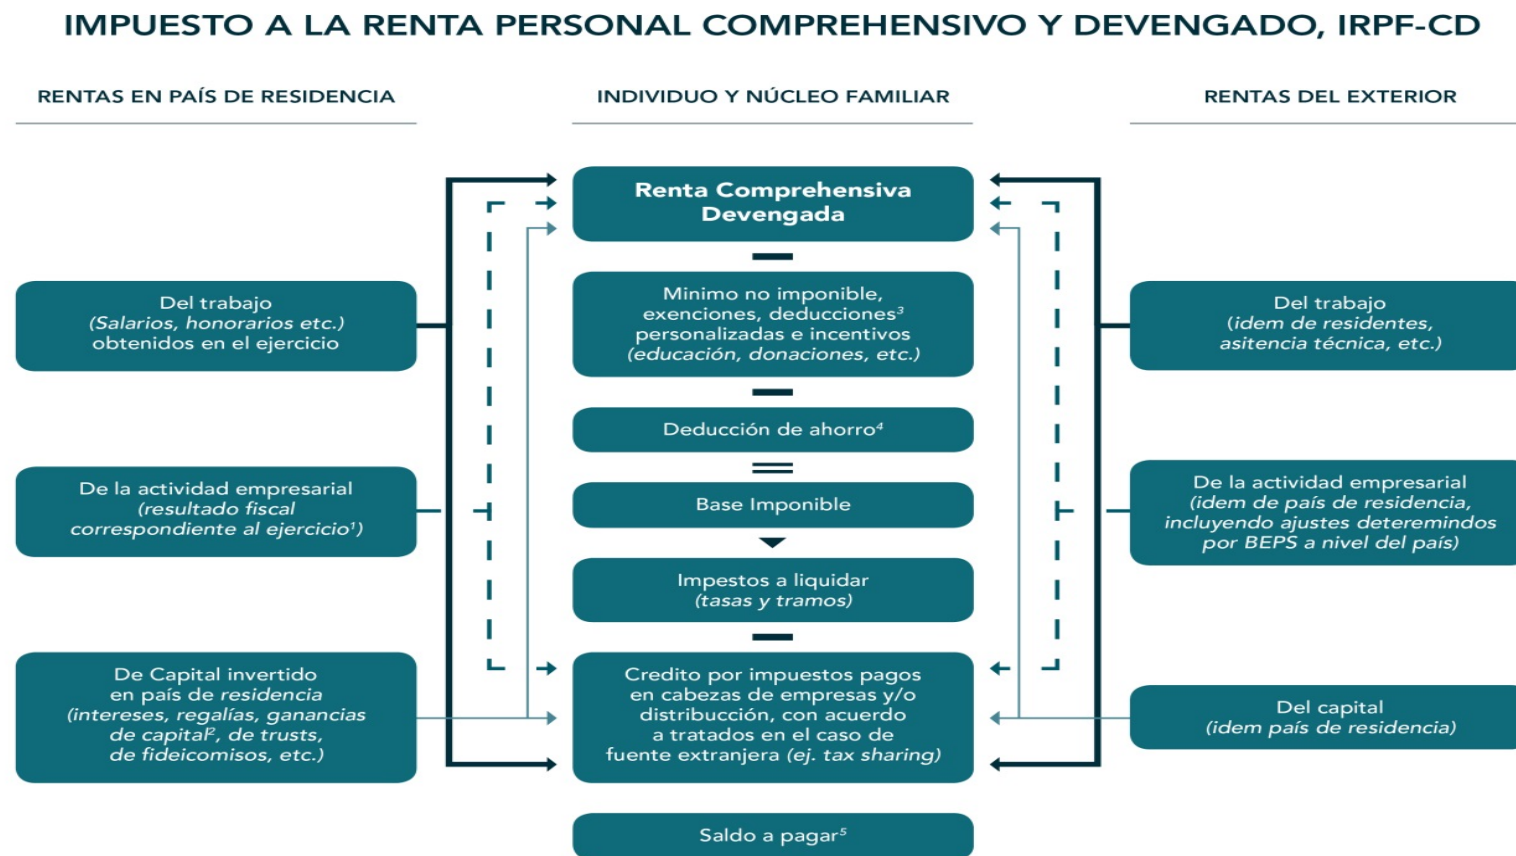 IMPUESTO A LA RENTA PERSONAL COMPREHENSIVO Y DEVENGADO, IRPF-CD
RENTAS EN PAÍS DE RESIDENCIA
Del trabajo
(Salarios, honorarios etc.)
obtenidos en el ejercicio
De la actividad empresarial
(resultado fiscal
correspondiente al ejercicio¹)
De Capital invertido
en país de residencia
(intereses, regalías, ganancias
de capital², de trusts,
de fideicomisos, etc.)
INDIVIDUO Y NÚCLEO FAMILIAR
Renta Comprehensiva
Devengada
Minimo no imponible,
exenciones, deducciones³
personalizadas e incentivos
(educación, donaciones, etc.)
Deducción de ahorro⁴
Base Imponible
Impestos a liquidar
(tasas y tramos)
Credito por impuestos pagos
en cabezas de empresas y/o
distribucción, con acuerdo
a tratados en el caso de
fuente extranjera (ej. tax sharing)
Saldo a pagar⁵
RENTAS DEL EXTERIOR
Del trabajo
(idem de residentes,
asitencia técnica, etc.)
De la actividad empresarial
(idem de país de residencia,
incluyendo ajustes deteremindos
por BEPS a nivel del país)
Del capital
(idem país de residencia)